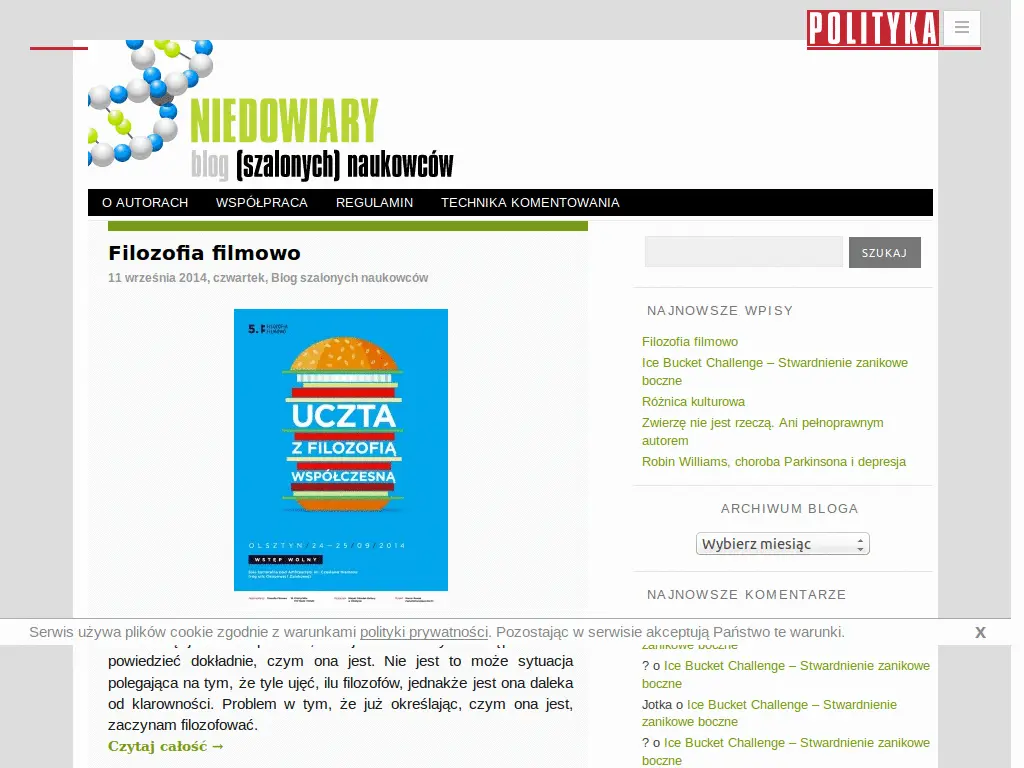 POLITYKA
NIEDOWIARY
blog (szalonych) naukowców
O AUTORACH WSPÓŁPRACA REGULAMIN TECHNIKA KOMENTOWANIA
Filozofia filmowo
11 września 2014, czwartek, Blog szalonych naukowców
5.
UCZTA
Z FILOZOFIĄ
WSPÓŁCZESNĄ
OLSZTYN/24—25/09/2014
WSTĘP WOLNY
powiedzieć dokładnie, czym ona jest. Nie jest to może sytuacja
polegająca na tym, że tyle ujęć, ilu filozofów, jednakże jest ona daleka
od klarowności. Problem w tym, że już określając, czym ona jest,
zaczynam filozofować.
Czytaj całość →
SZUKAJ
NAJNOWSZE WPISY
Filozofia filmowo
Ice Bucket Challenge – Stwardnienie zanikowe
boczne
Różnica kulturowa
Zwierzę nie jest rzeczą. Ani pełnoprawnym
autorem
Robin Williams, choroba Parkinsona i depresja
ARCHIWUM BLOGA
Wybierz miesiąc
NAJNOWSZE KOMENTARZE
zanikowe boczne
? o Ice Bucket Challenge – Stwardnienie zanikowe
boczne
Jotka o Ice Bucket Challenge – Stwardnienie
zanikowe boczne
? o Ice Bucket Challenge – Stwardnienie zanikowe
boczne
Serwis używa plików cookie zgodnie z warunkami polityki prywatności. Pozostając w serwisie akceptują Państwo te warunki. X